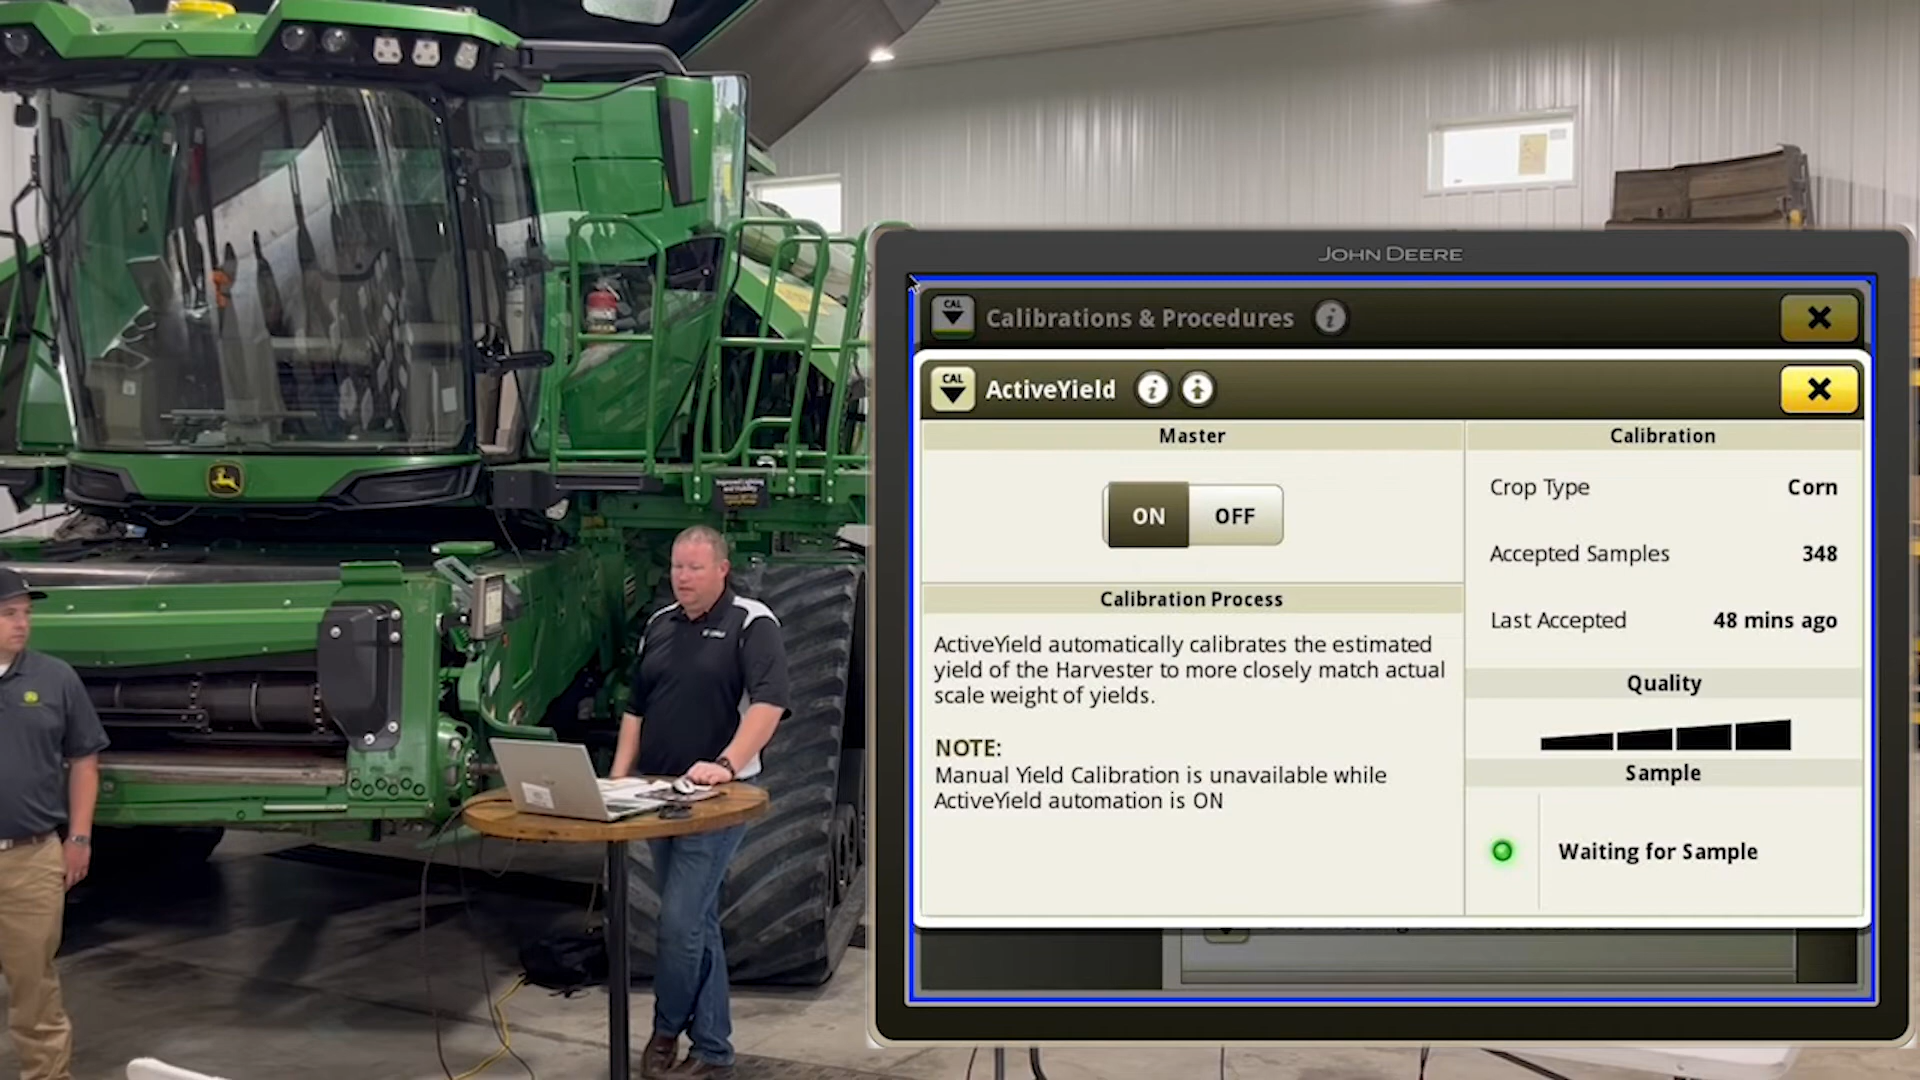 JOHN DEERE
CAL
Calibrations & Procedures
i
CAL
ActiveYield
i
Master
ON
OFF
Calibration Process
ActiveYield automatically calibrates the estimated
yield of the Harvester to more closely match actual
scale weight of yields.
NOTE:
Manual Yield Calibration is unavailable while
ActiveYield automation is ON
Calibration
Crop Type
Corn
Accepted Samples
348
Last Accepted
48 mins ago
Quality
Sample
Waiting for Sample